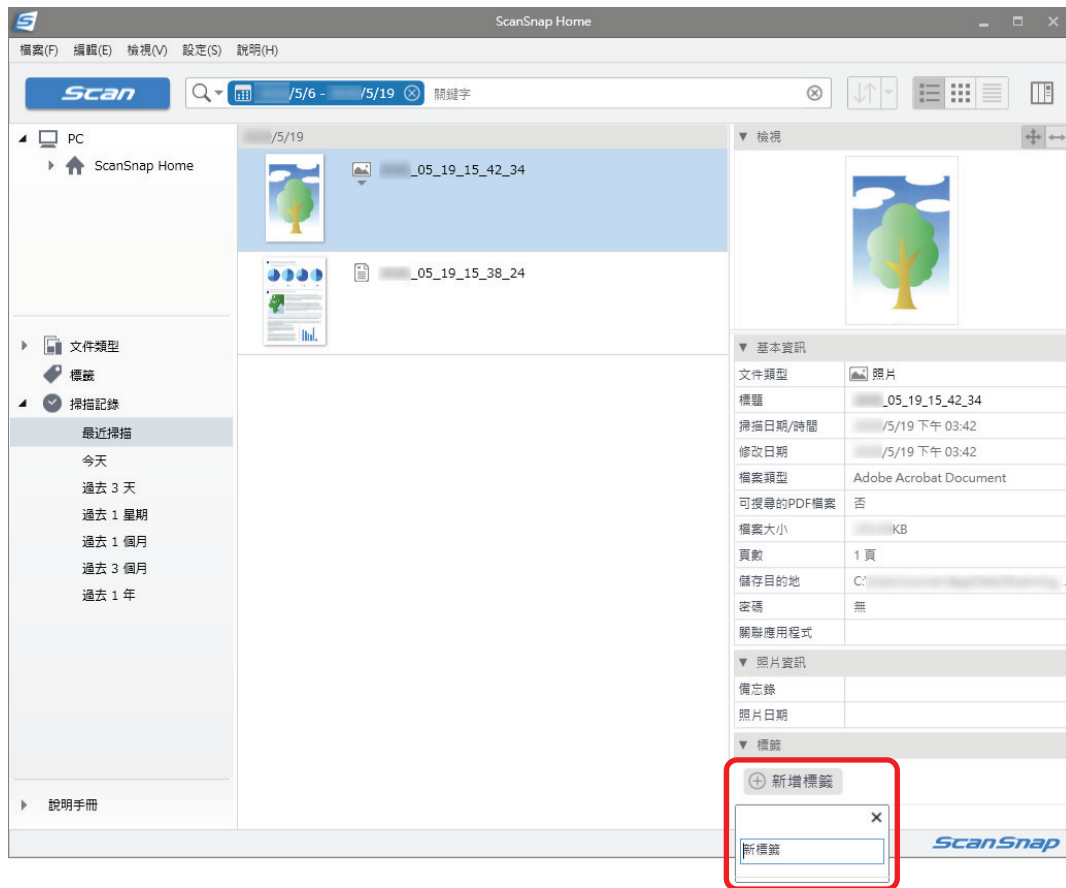 ScanSnap Home
檔案(F) 編輯(E) 檢視(V) 設定(S) 說明(H)
Scan
/5/6 - /5/19 關鍵字
PC
ScanSnap Home
文件類型
標籤
掃描記錄
最近掃描
今天
過去 3 天
過去 1 星期
過去 1 個月
過去 3 個月
過去 1 年
說明手冊
/5/19
_05_19_15_42_34
_05_19_15_38_24
檢視
基本資訊
文件類型 照片
標題 _05_19_15_42_34
掃描日期/時間 /5/19 下午 03:42
修改日期 /5/19 下午 03:42
檔案類型 Adobe Acrobat Document
可搜尋的PDF檔案 否
檔案大小 KB
頁數 1 頁
儲存目的地 C:
密碼 無
關聯應用程式
照片資訊
備忘錄
照片日期
標籤
新增標籤
新標籤
ScanSnap